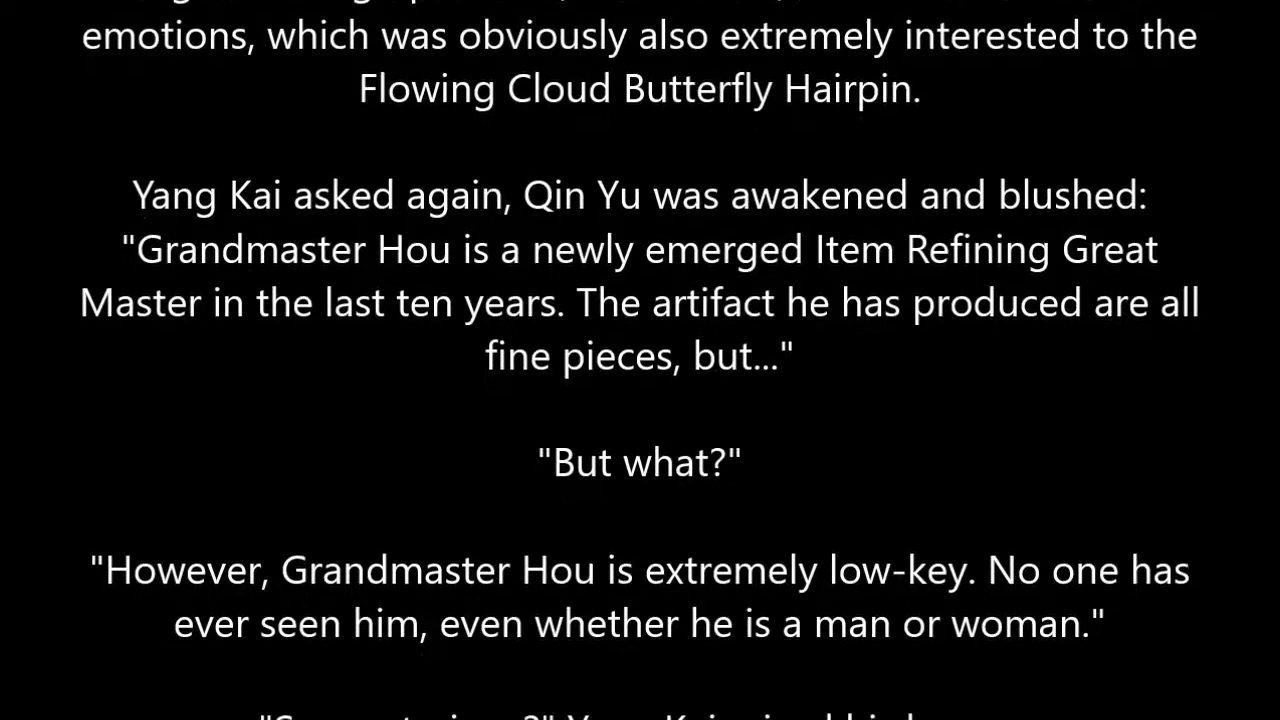 emotions, which was obviously also extremely interested to the
Flowing Cloud Butterfly Hairpin.
Yang Kai asked again, Qin Yu was awakened and blushed:
"Grandmaster Hou is a newly emerged Item Refining Great
Master in the last ten years. The artifact he has produced are all
fine pieces, but..."
"But what?"
"However, Grandmaster Hou is extremely low-key. No one has
ever seen him, even whether he is a man or woman."